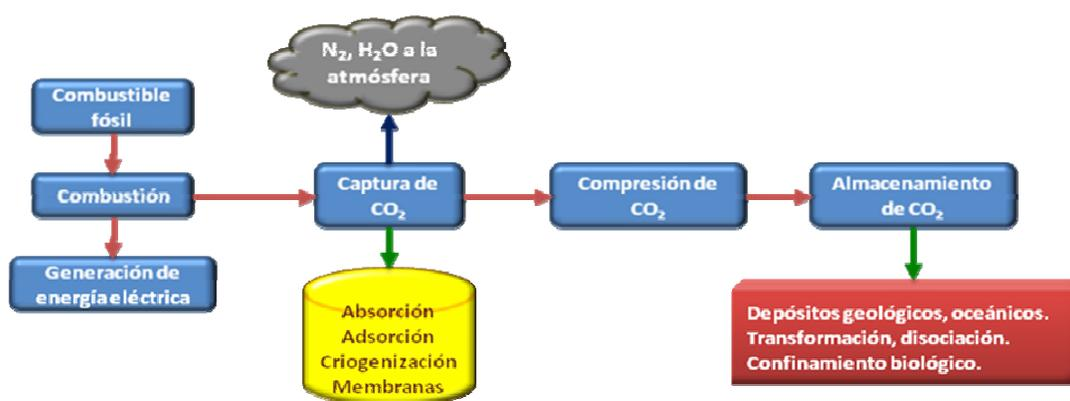 N₂, H₂O a la
atmósfera
Combustible
fósil
Combustión
Generación de
energía eléctrica
Captura de
CO₂
Compresión de
CO₂
Almacenamiento
de CO₂
Absorción
Adsorción
Criogenización
Membranas
Depósitos geológicos, oceánicos.
Transformación, disociación.
Confinamiento biológico.